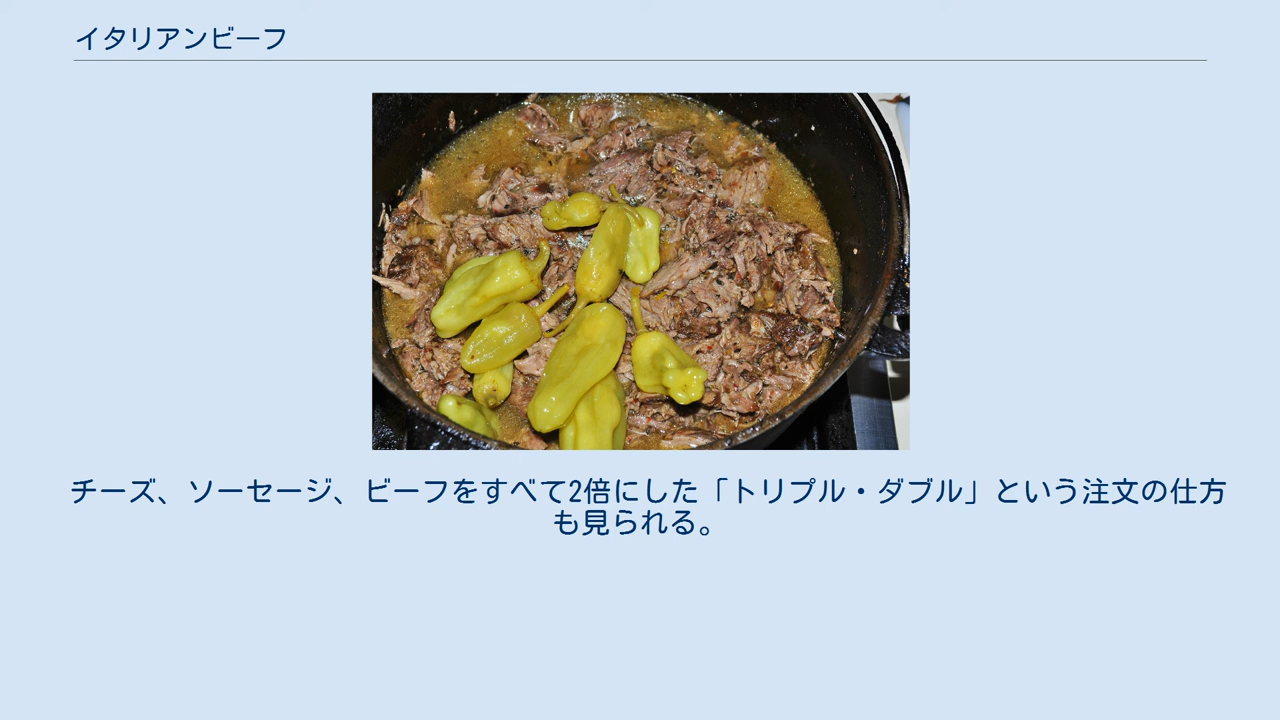 イタリアンビーフ
チーズ、ソーセージ、ビーフをすべて2倍にした「トリプル・ダブル」という注文の仕方
も見られる。